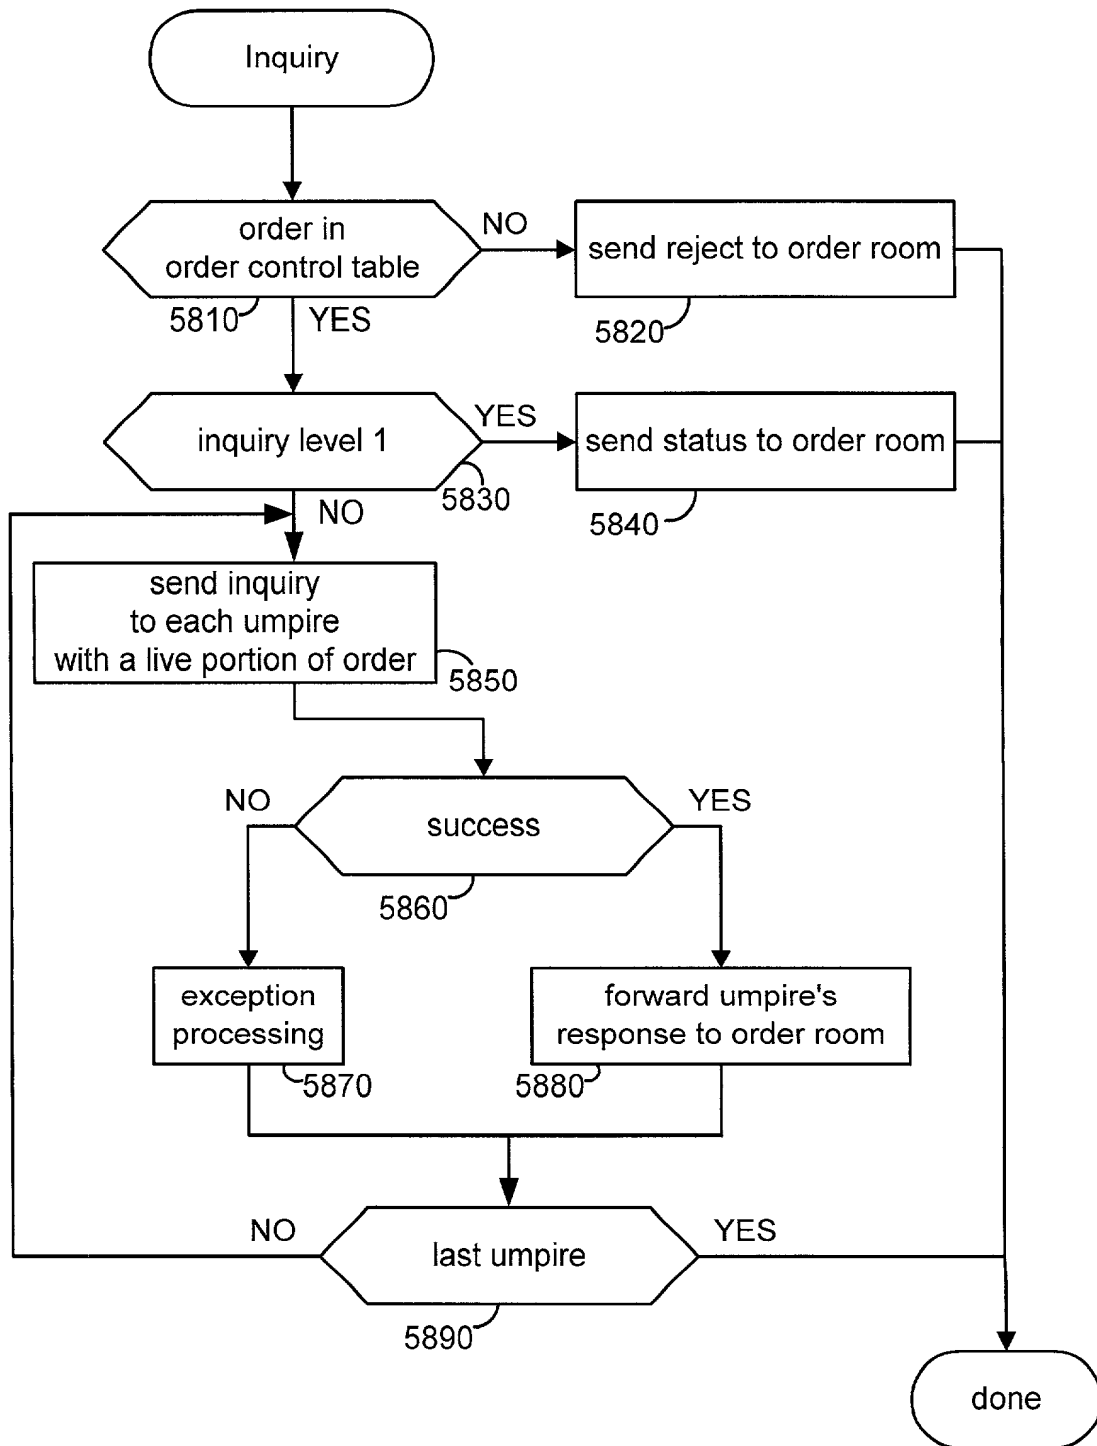 Inquiry
order in
order control table
5810
NO
send reject to order room
5820
YES
inquiry level 1
5830
YES
send status to order room
5840
NO
send inquiry
to each umpire
with a live portion of order
5850
success
5860
NO
YES
exception
processing
5870
forward umpire's
response to order room
5880
last umpire
5890
NO
YES
done